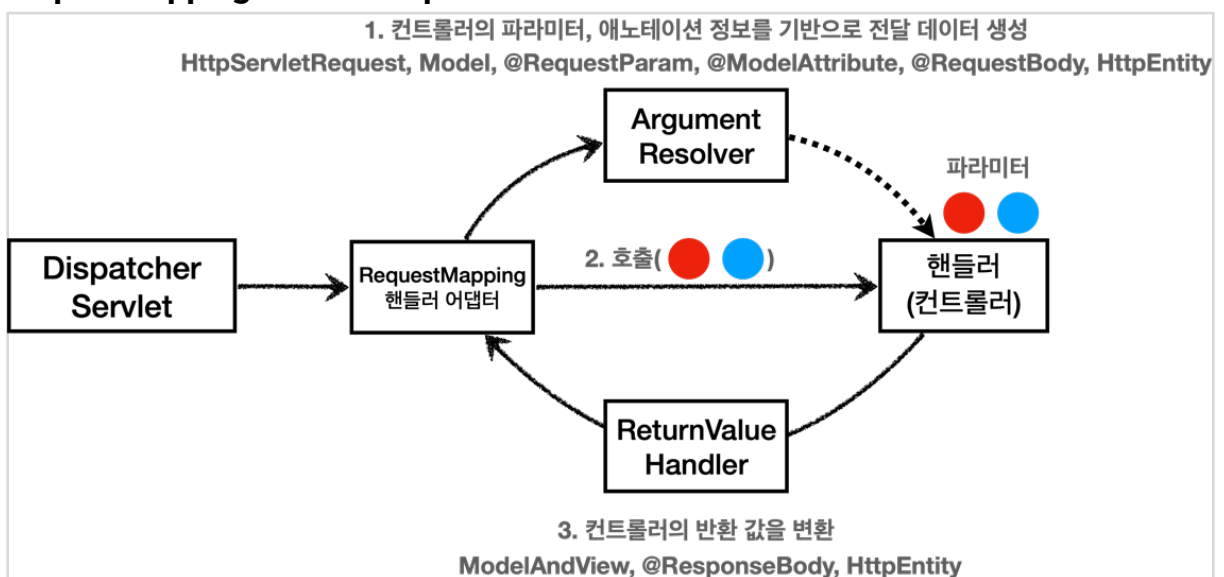 1. 컨트롤러의 파라미터, 애노테이션 정보를 기반으로 전달 데이터 생성
HttpServletRequest, Model, @RequestParam, @ModelAttribute, @RequestBody, HttpEntity
Argument
Resolver
파라미터
Dispatcher
Servlet
RequestMapping
핸들러 어댑터
2. 호출( )
핸들러
(컨트롤러)
ReturnValue
Handler
3. 컨트롤러의 반환 값을 변환
ModelAndView, @ResponseBody, HttpEntity